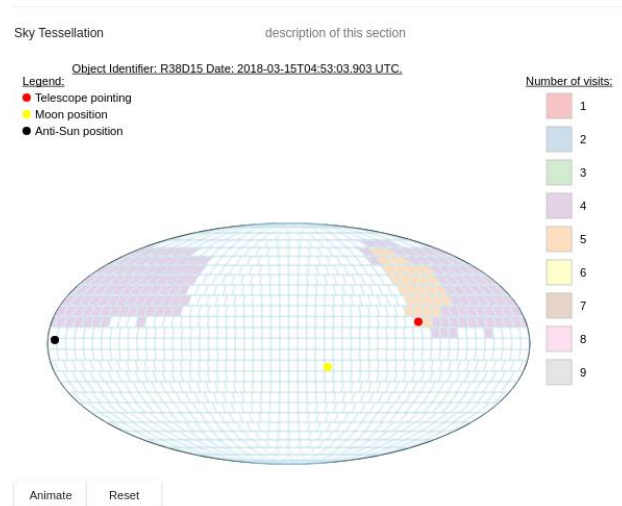 Sky Tessellation
description of this section
Object Identifier: R38D15 Date: 2018-03-15T04:53:03.903 UTC.
Legend:
Telescope pointing
Moon position
Anti-Sun position
Number of visits:
1
2
3
4
5
6
7
8
9
Animate
Reset